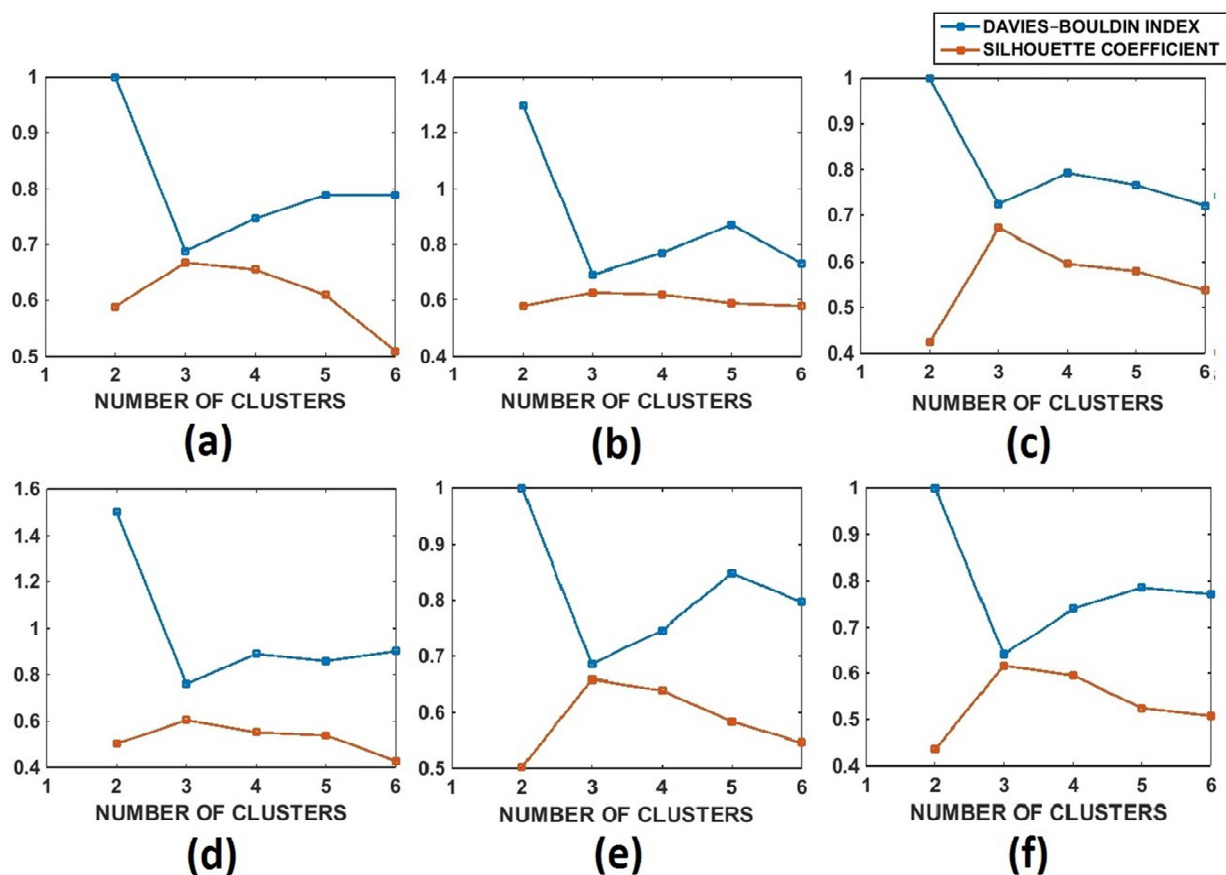 DAVIES–BOULDIN INDEX
SILHOUETTE COEFFICIENT
1
0.9
0.8
0.7
0.6
0.5
1 2 3 4 5 6
NUMBER OF CLUSTERS
(a)
1.4
1.2
1
0.8
0.6
0.4
1 2 3 4 5 6
NUMBER OF CLUSTERS
(b)
1
0.9
0.8
0.7
0.6
0.5
0.4
1 2 3 4 5 6
NUMBER OF CLUSTERS
(c)
1.6
1.4
1.2
1
0.8
0.6
0.4
1 2 3 4 5 6
NUMBER OF CLUSTERS
(d)
1
0.9
0.8
0.7
0.6
0.5
1 2 3 4 5 6
NUMBER OF CLUSTERS
(e)
1
0.9
0.8
0.7
0.6
0.5
0.4
1 2 3 4 5 6
NUMBER OF CLUSTERS
(f)